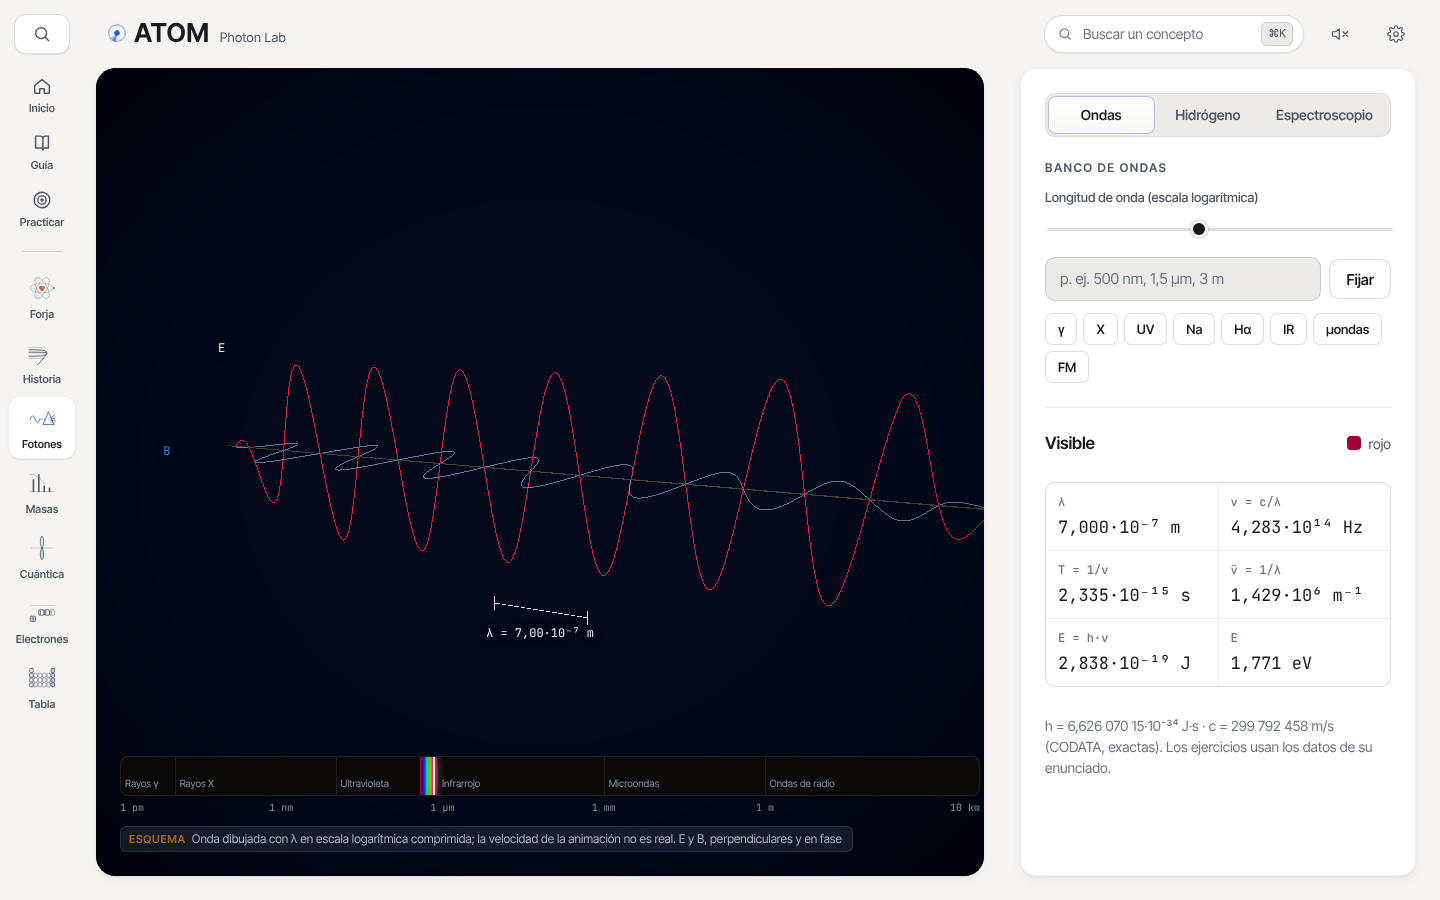 ATOM Photon Lab
Buscar un concepto ⌘K
Inicio
Guía
Practicar
Forja
Historia
Fotones
Masas
Cuántica
Electrones
Tabla
E
B
λ = 7,00·10⁻⁷ m
Rayos γ
Rayos X
Ultravioleta
Infrarrojo
Microondas
Ondas de radio
1 pm
1 nm
1 µm
1 mm
1 m
10 km
ESQUEMA Onda dibujada con λ en escala logarítmica comprimida; la velocidad de la animación no es real. E y B, perpendiculares y en fase
Ondas Hidrógeno Espectroscopio
BANCO DE ONDAS
Longitud de onda (escala logarítmica)
p. ej. 500 nm, 1,5 µm, 3 m Fijar
γ X UV Na Hα IR µondas
FM
Visible rojo
λ
7,000·10⁻⁷ m
ν = c/λ
4,283·10¹⁴ Hz
T = 1/ν
2,335·10⁻¹⁵ s
ṽ = 1/λ
1,429·10⁶ m⁻¹
E = h·ν
2,838·10⁻¹⁹ J
E
1,771 eV
h = 6,626 070 15·10⁻³⁴ J·s · c = 299 792 458 m/s
(CODATA, exactas). Los ejercicios usan los datos de su
enunciado.